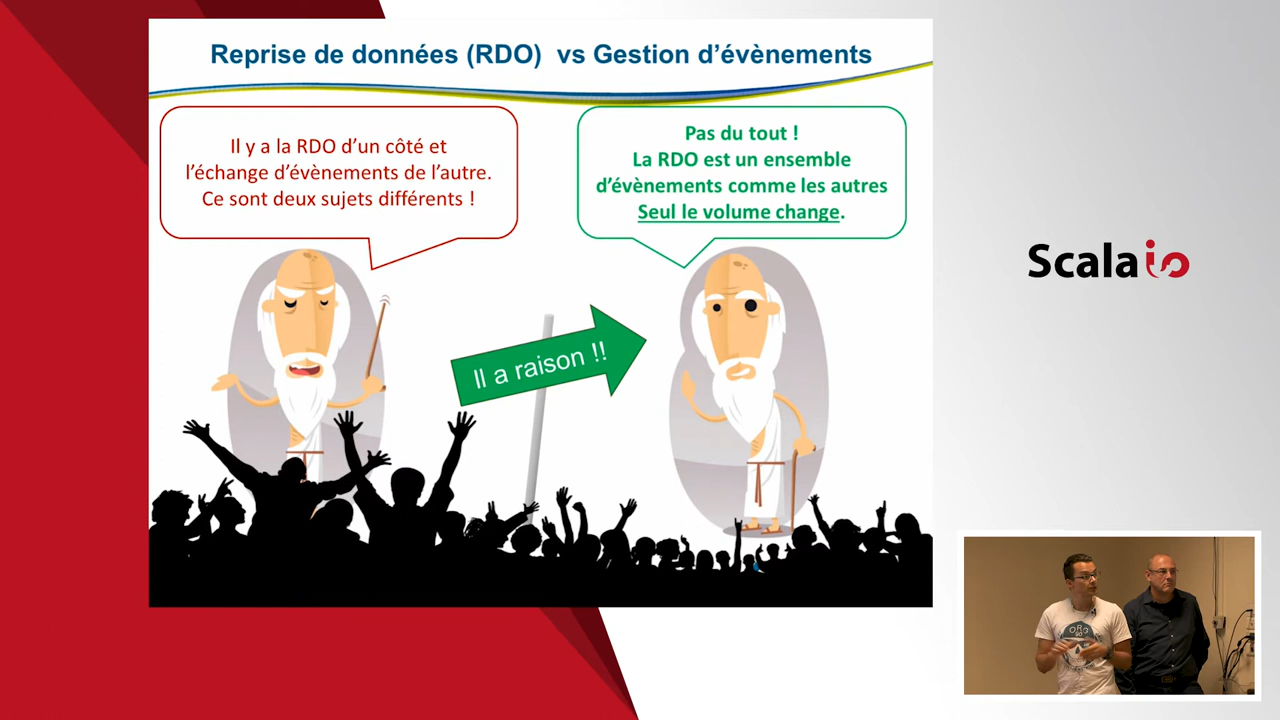 Reprise de données (RDO) vs Gestion d'évènements
Il y a la RDO d'un côté et
l'échange d'évènements de l'autre.
Ce sont deux sujets différents !
Pas du tout !
La RDO est un ensemble
d'évènements comme les autres
Seul le volume change.
Il a raison !!
Scalaio